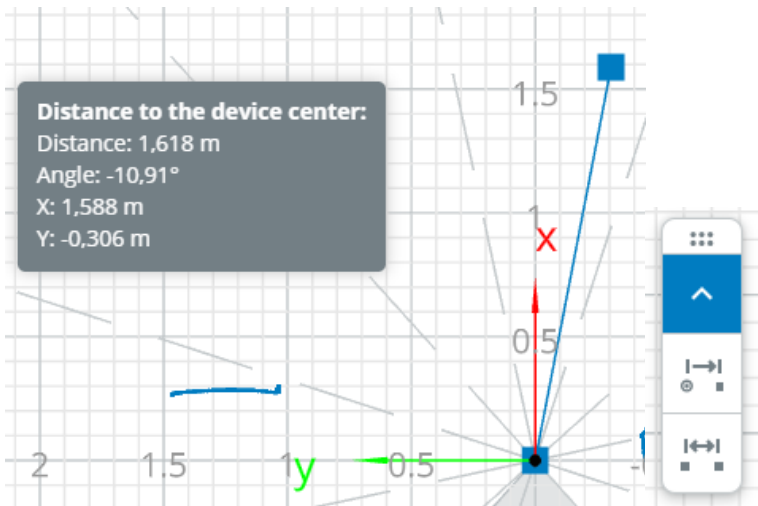 Distance to the device center:
Distance: 1,618 m
Angle: -10,91°
X: 1,588 m
Y: -0,306 m
1.5
1
x
0.5
2
1.5
1
y
0.5